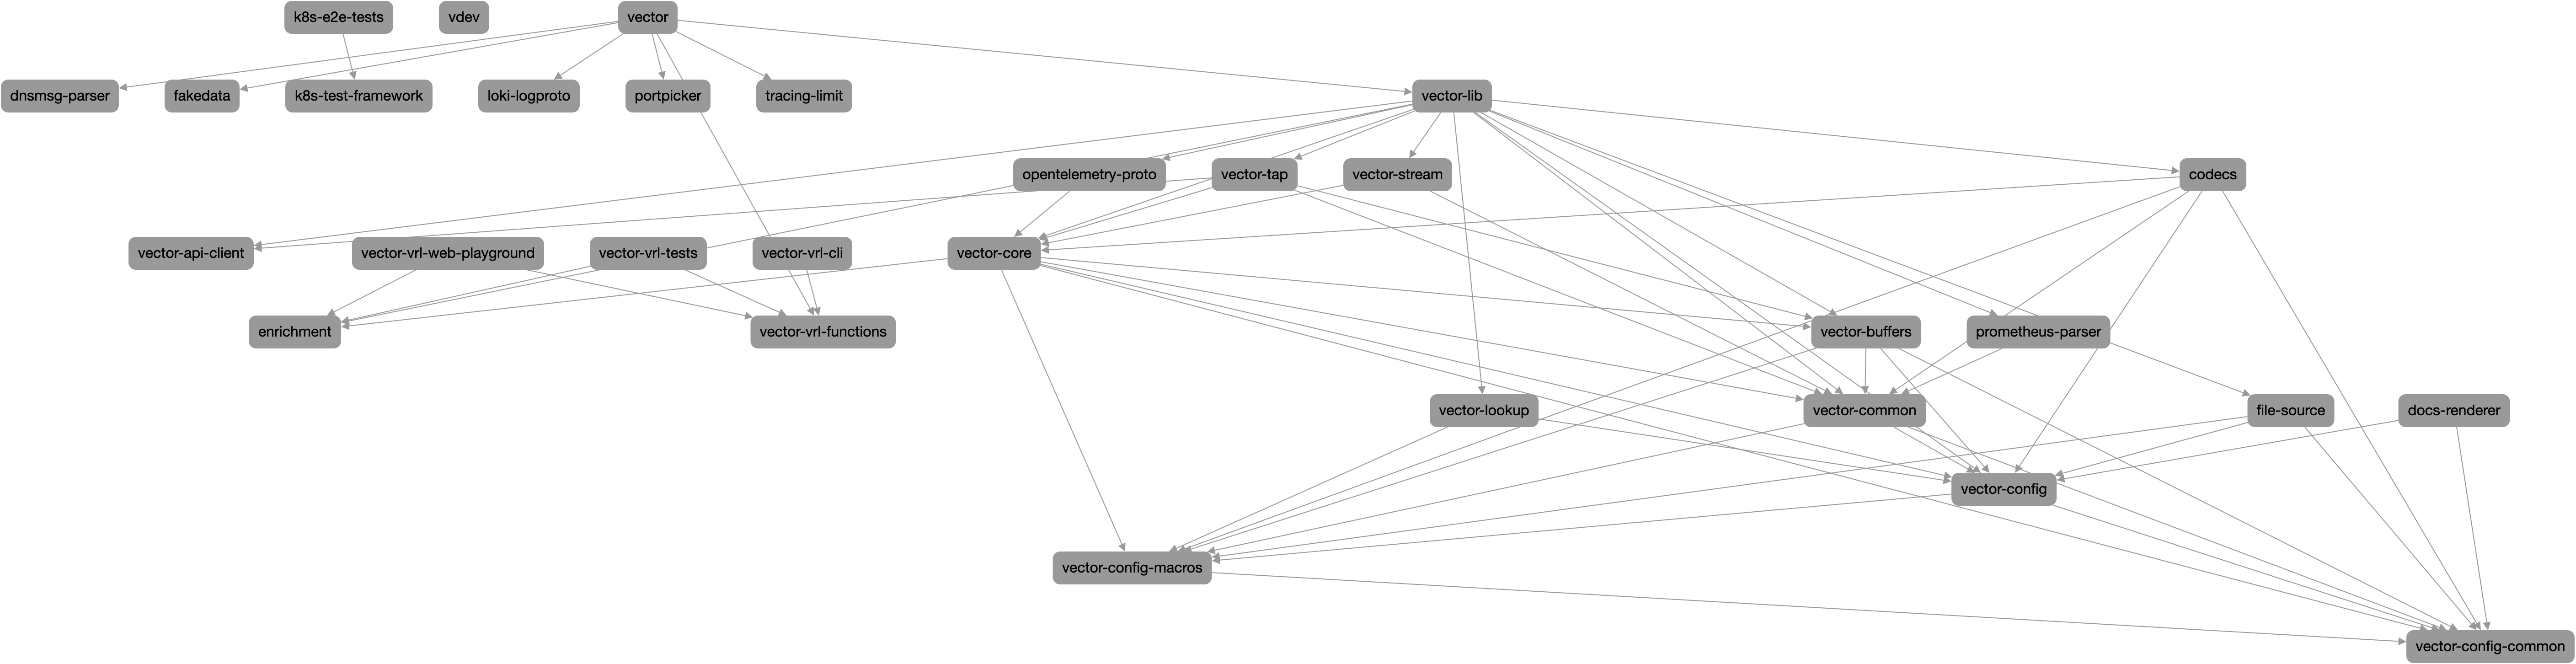 k8s-e2e-tests
vdev
vector
dnsmsg-parser
fakedata
k8s-test-framework
loki-logproto
portpicker
tracing-limit
vector-lib
opentelemetry-proto
vector-tap
vector-stream
codecs
vector-api-client
vector-vrl-web-playground
vector-vrl-tests
vector-vrl-cli
vector-core
enrichment
vector-vrl-functions
vector-buffers
prometheus-parser
vector-lookup
vector-common
file-source
docs-renderer
vector-config
vector-config-macros
vector-config-common